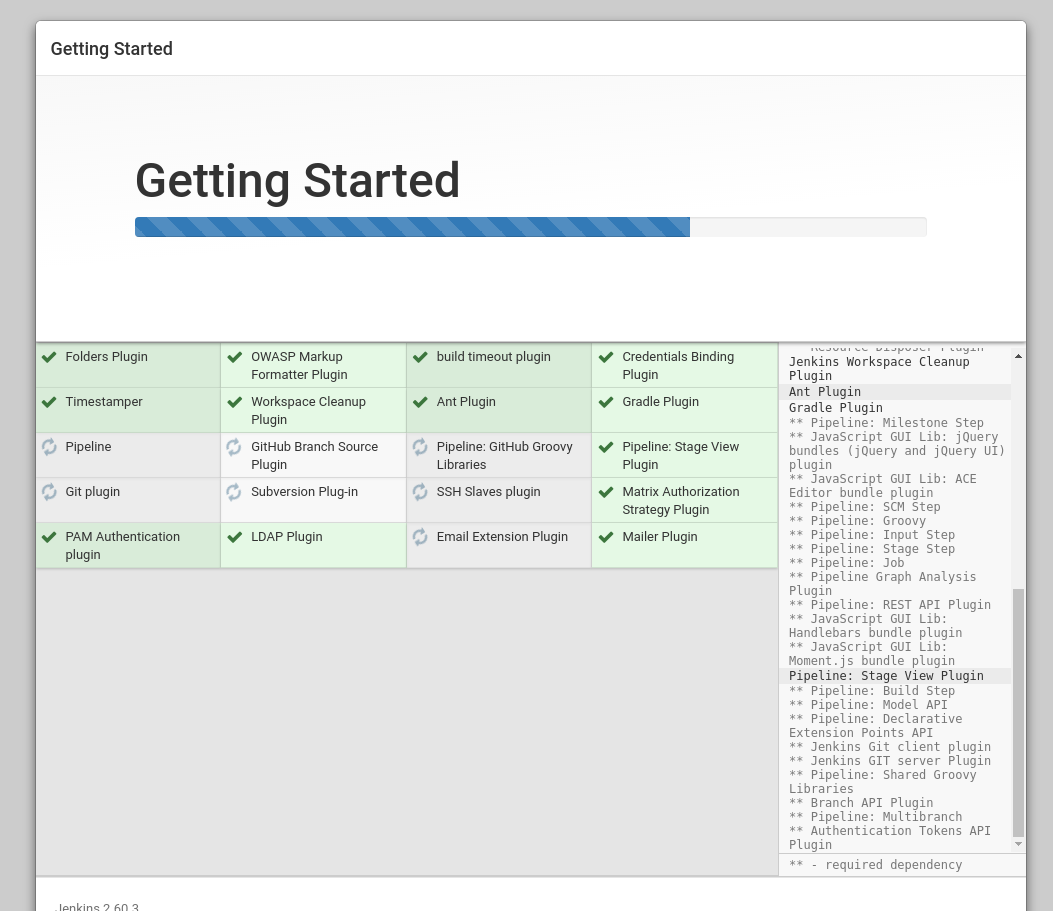 Getting Started
Getting Started
Folders Plugin
OWASP Markup
Formatter Plugin
build timeout plugin
Credentials Binding
Plugin
Timestamper
Workspace Cleanup
Plugin
Ant Plugin
Gradle Plugin
Pipeline
GitHub Branch Source
Plugin
Pipeline: GitHub Groovy
Libraries
Pipeline: Stage View
Plugin
Git plugin
Subversion Plug-in
SSH Slaves plugin
Matrix Authorization
Strategy Plugin
PAM Authentication
plugin
LDAP Plugin
Email Extension Plugin
Mailer Plugin
Resource Disposer Plugin
Jenkins Workspace Cleanup
Plugin
Ant Plugin
Gradle Plugin
** Pipeline: Milestone Step
** JavaScript GUI Lib: jQuery
bundles (jQuery and jQuery UI)
plugin
** JavaScript GUI Lib: ACE
Editor bundle plugin
** Pipeline: SCM Step
** Pipeline: Groovy
** Pipeline: Input Step
** Pipeline: Stage Step
** Pipeline: Job
** Pipeline Graph Analysis
Plugin
** Pipeline: REST API Plugin
** JavaScript GUI Lib:
Handlebars bundle plugin
** JavaScript GUI Lib:
Moment.js bundle plugin
Pipeline: Stage View Plugin
** Pipeline: Build Step
** Pipeline: Model API
** Pipeline: Declarative
Extension Points API
** Jenkins Git client plugin
** Jenkins GIT server Plugin
** Pipeline: Shared Groovy
Libraries
** Branch API Plugin
** Pipeline: Multibranch
** Authentication Tokens API
Plugin
** - required dependency
Jenkins 2.60.3